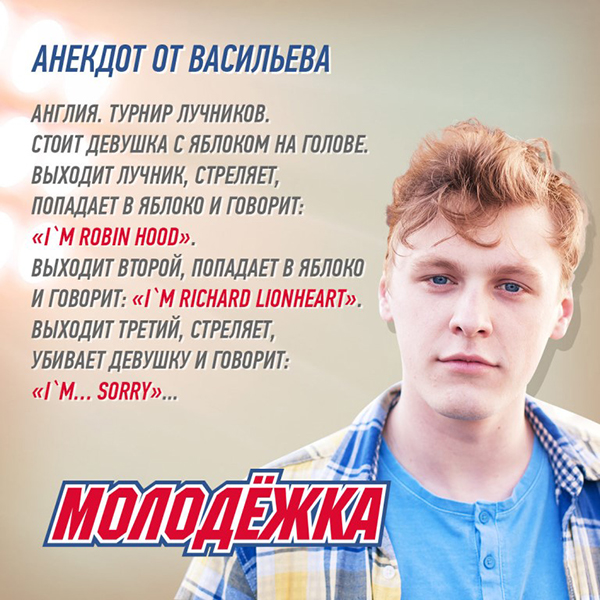 АНЕКДОТ ОТ ВАСИЛЬЕВА
АНГЛИЯ. ТУРНИР ЛУЧНИКОВ.
СТОИТ ДЕВУШКА С ЯБЛОКОМ НА ГОЛОВЕ.
ВЫХОДИТ ЛУЧНИК, СТРЕЛЯЕТ,
ПОПАДАЕТ В ЯБЛОКО И ГОВОРИТ:
«I`M ROBIN HOOD».
ВЫХОДИТ ВТОРОЙ, ПОПАДАЕТ В ЯБЛОКО
И ГОВОРИТ: «I`M RICHARD LIONHEART».
ВЫХОДИТ ТРЕТИЙ, СТРЕЛЯЕТ,
УБИВАЕТ ДЕВУШКУ И ГОВОРИТ:
«I`M... SORRY»...
МОЛОДЁЖКА